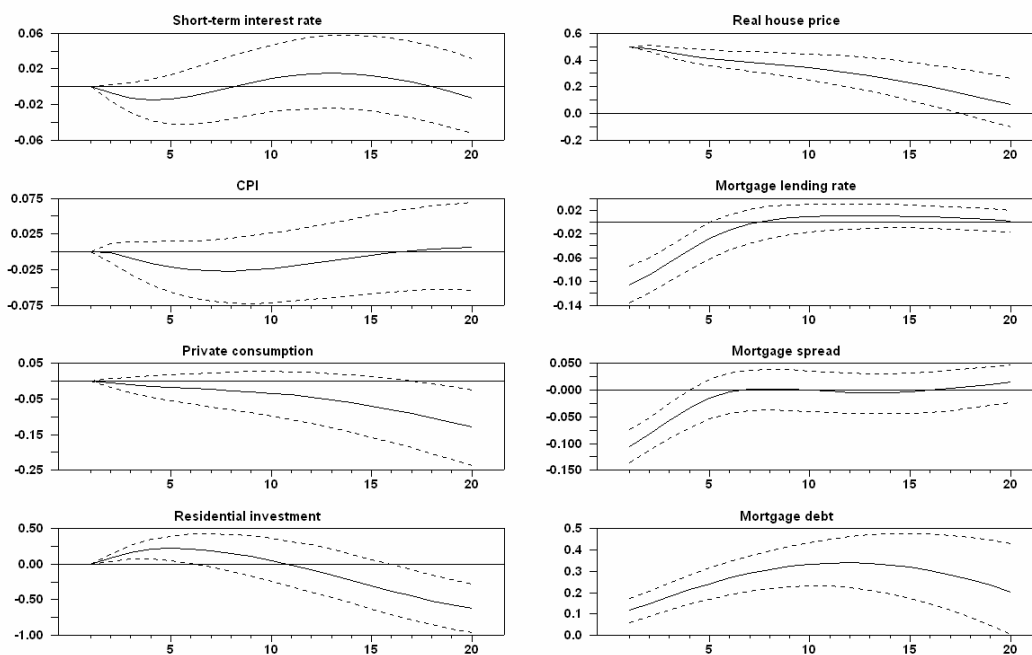 Short-term interest rate
0.06
0.02
-0.02
-0.06
5 10 15 20
Real house price
0.6
0.4
0.2
0.0
-0.2
5 10 15 20
CPI
0.075
0.025
-0.025
-0.075
5 10 15 20
Mortgage lending rate
0.02
-0.02
-0.06
-0.10
-0.14
5 10 15 20
Private consumption
0.05
-0.05
-0.15
-0.25
5 10 15 20
Mortgage spread
0.050
-0.000
-0.050
-0.100
-0.150
5 10 15 20
Residential investment
0.50
0.00
-1.00
5 10 15 20
Mortgage debt
0.5
0.4
0.3
0.2
0.1
0.0
5 10 15 20